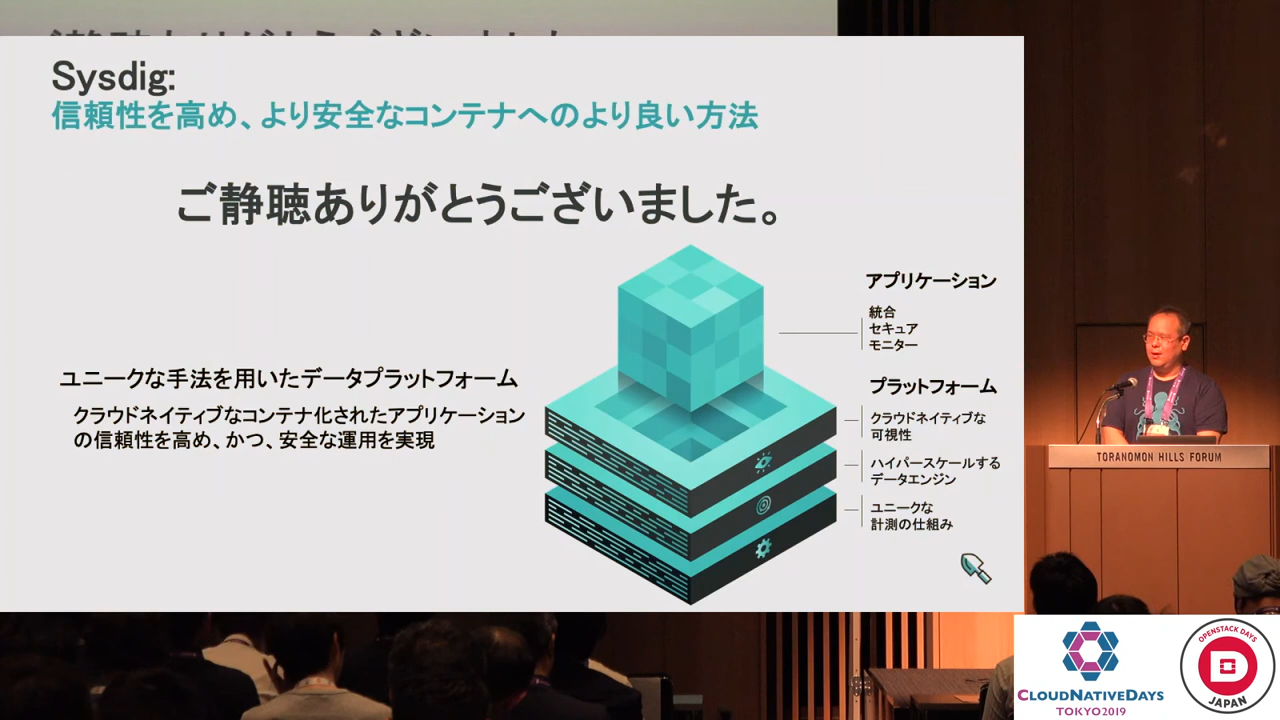 Sysdig:
信頼性を高め、より安全なコンテナへのより良い方法
ご静聴ありがとうございました。
アプリケーション
統合
セキュア
モニター
ユニークな手法を用いたデータプラットフォーム
クラウドネイティブなコンテナ化されたアプリケーション
の信頼性を高め、かつ、安全な運用を実現
プラットフォーム
クラウドネイティブな
可視性
ハイパースケールする
データエンジン
ユニークな
計測の仕組み
TORANOMON HILLS FORUM
CLOUDNATIVEDAYS
TOKYO2019
OPENSTACK DAYS
JAPAN